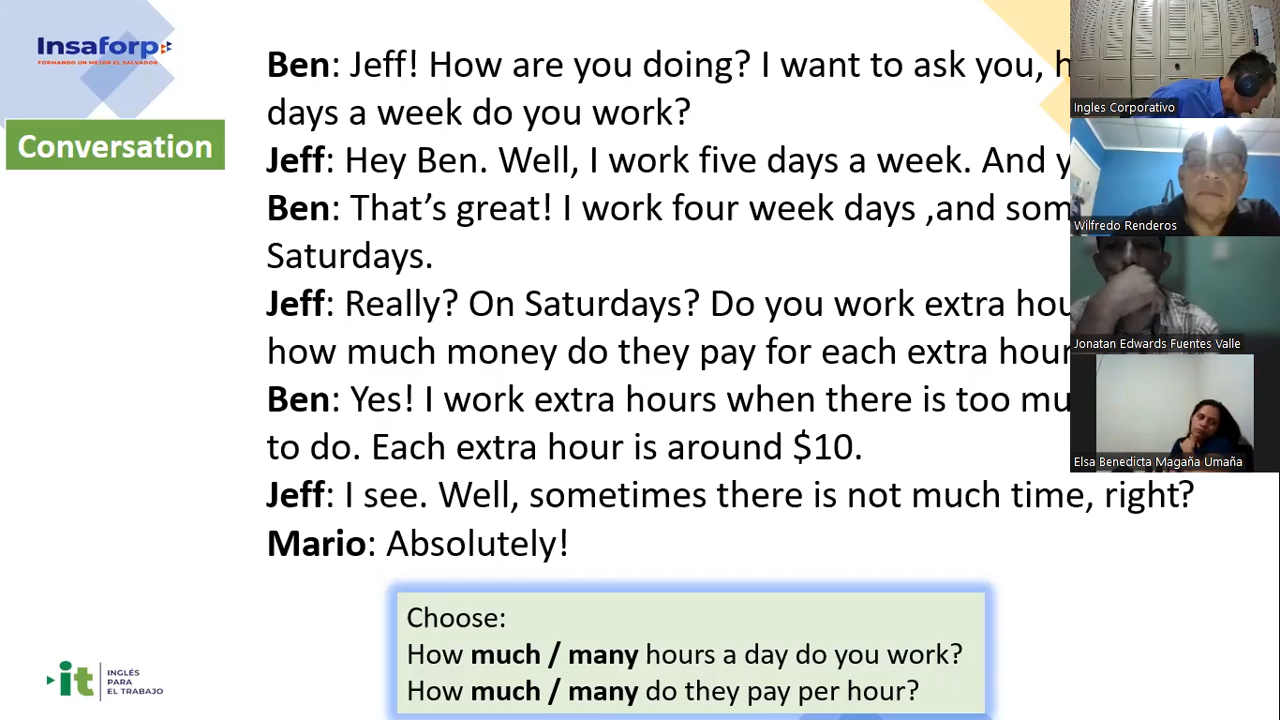 Insaforp
FORMANDO UN MEJOR EL SALVADOR
Conversation
Ben: Jeff! How are you doing? I want to ask you,
days a week do you work?
Jeff: Hey Ben. Well, I work five days a week. And
Ben: That’s great! I work four week days ,and
Saturdays.
Jeff: Really? On Saturdays? Do you work extra
how much money do they pay for each extra hour
Ben: Yes! I work extra hours when there is too
to do. Each extra hour is around $10.
Jeff: I see. Well, sometimes there is not much time, right?
Mario: Absolutely!
Choose:
How much / many hours a day do you work?
How much / many do they pay per hour?
it
INGLÉS
PARA
EL TRABAJO
Ingles Corporativo
Wilfredo Renderos
Jonatan Edwards Fuentes Valle
Elsa Benedicta Magaña Umaña